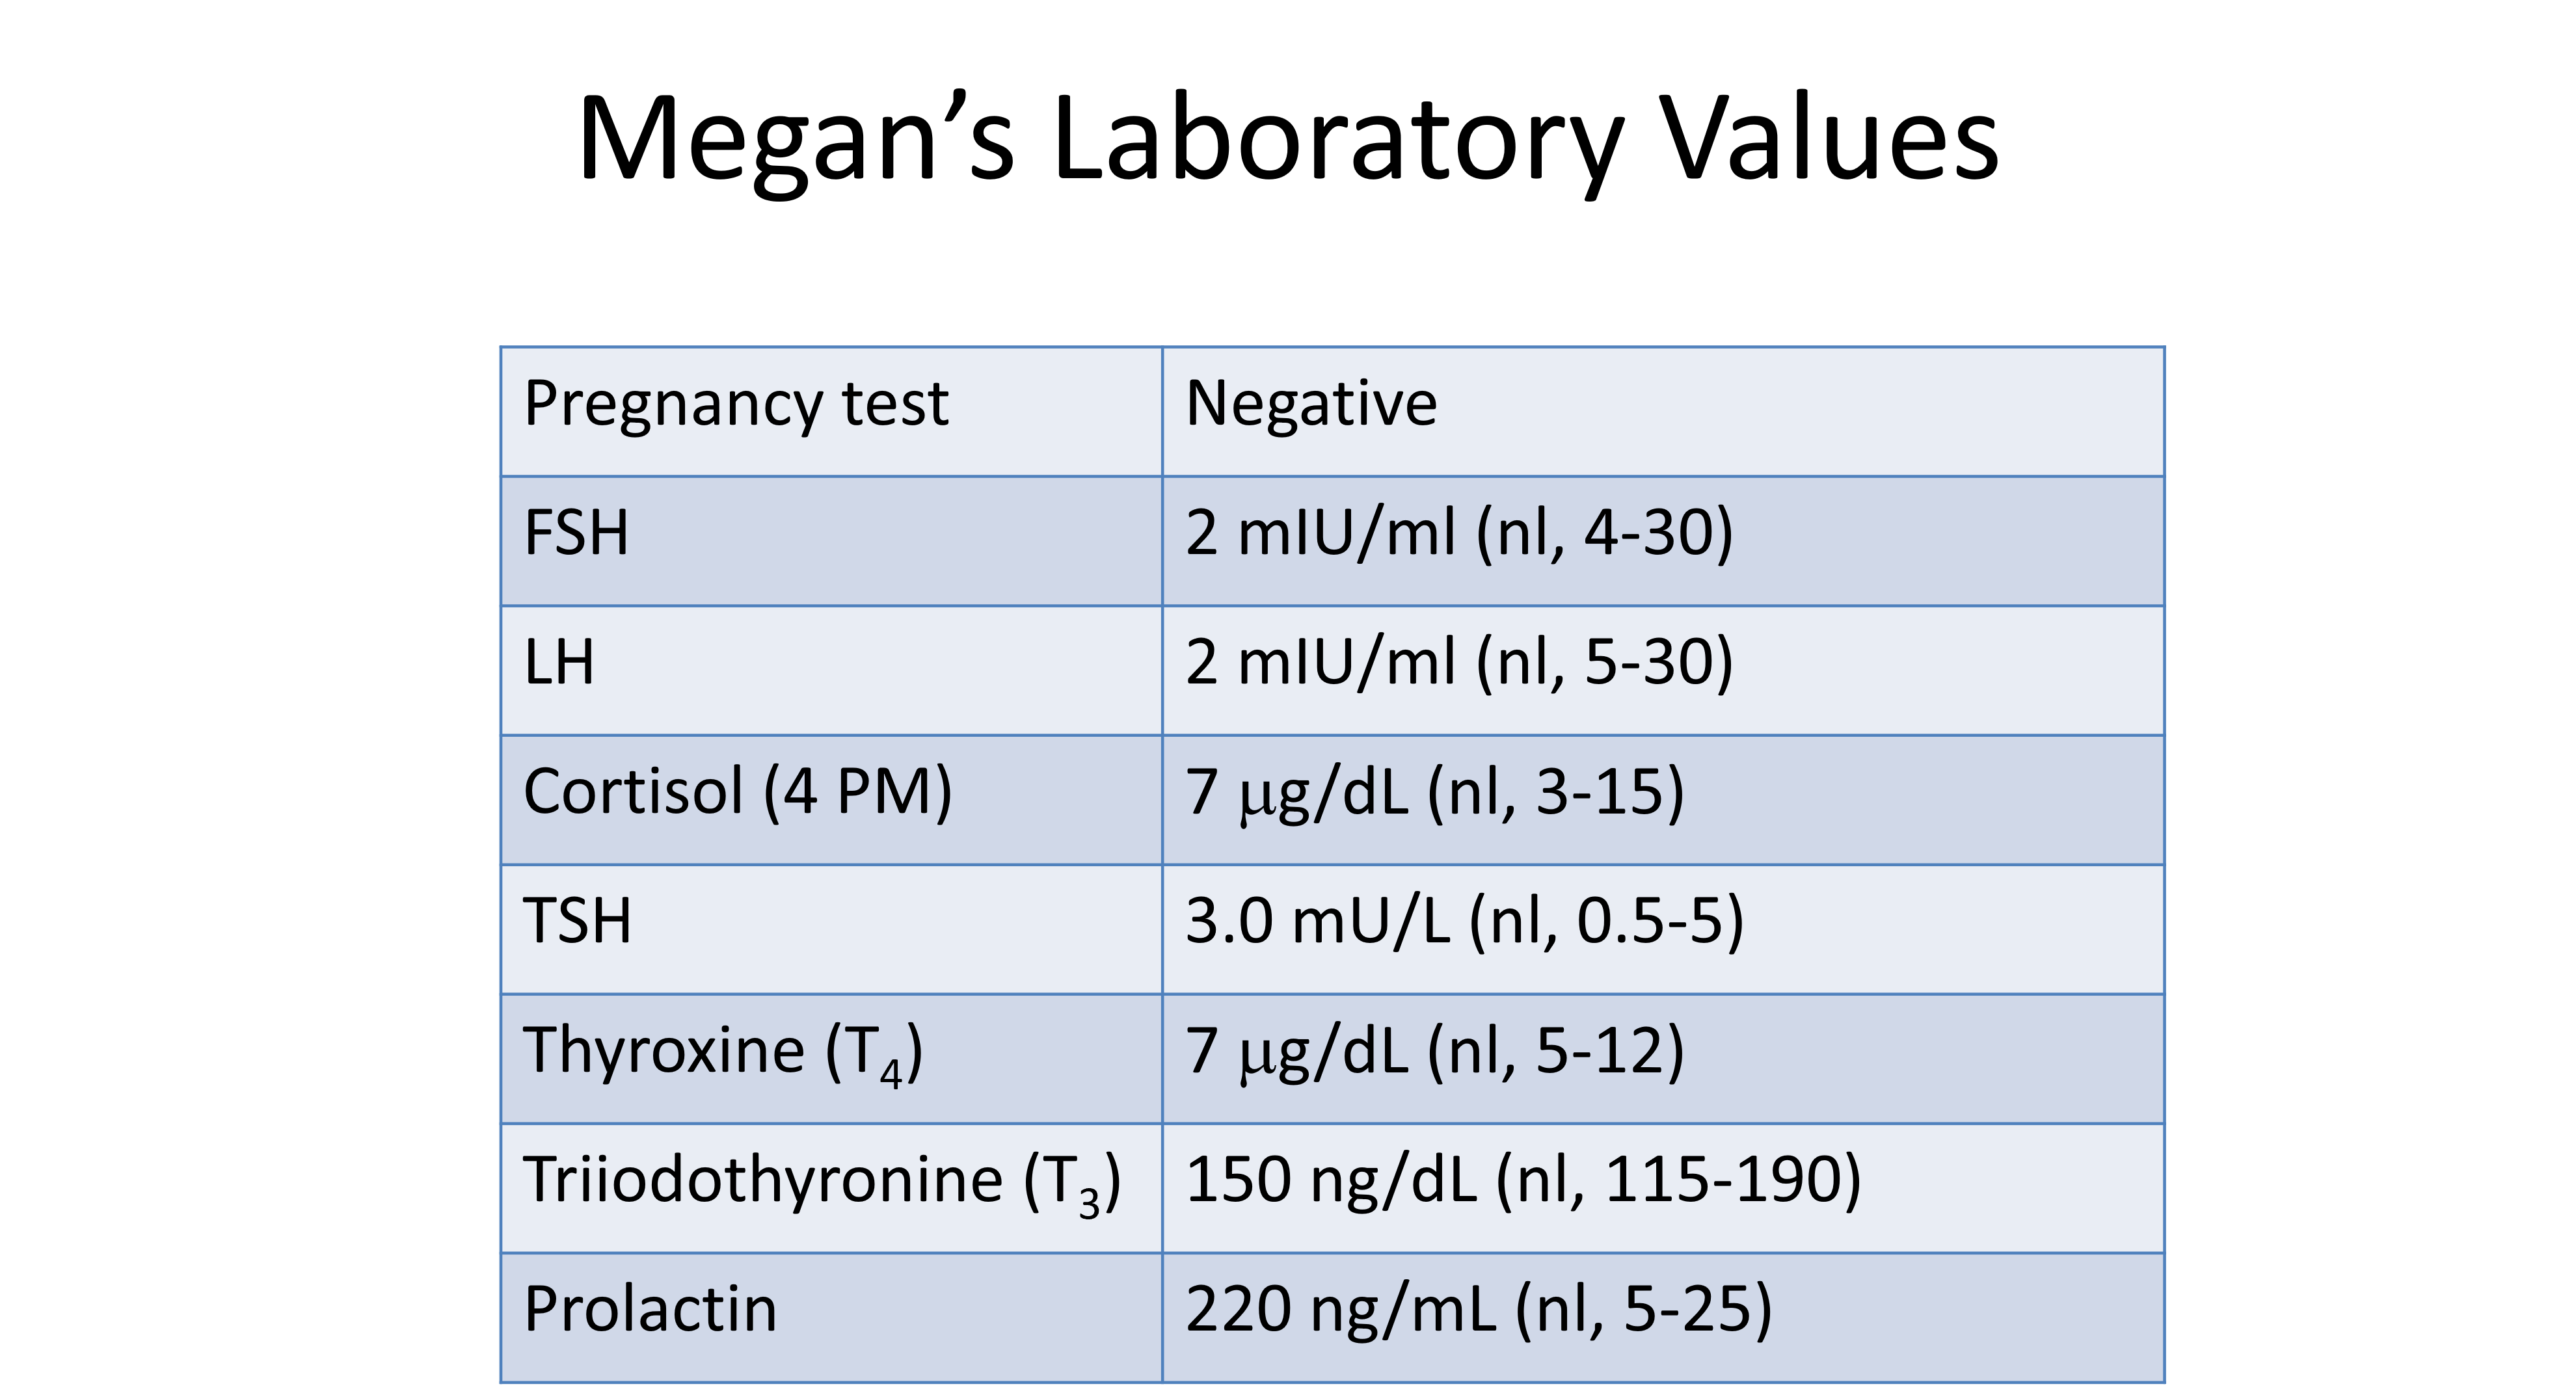 Megan’s Laboratory Values
Pregnancy test Negative
FSH 2 mIU/ml (nl, 4-30)
LH 2 mIU/ml (nl, 5-30)
Cortisol (4 PM) 7 μg/dL (nl, 3-15)
TSH 3.0 mU/L (nl, 0.5-5)
Thyroxine (T₄) 7 μg/dL (nl, 5-12)
Triiodothyronine (T₃) 150 ng/dL (nl, 115-190)
Prolactin 220 ng/mL (nl, 5-25)